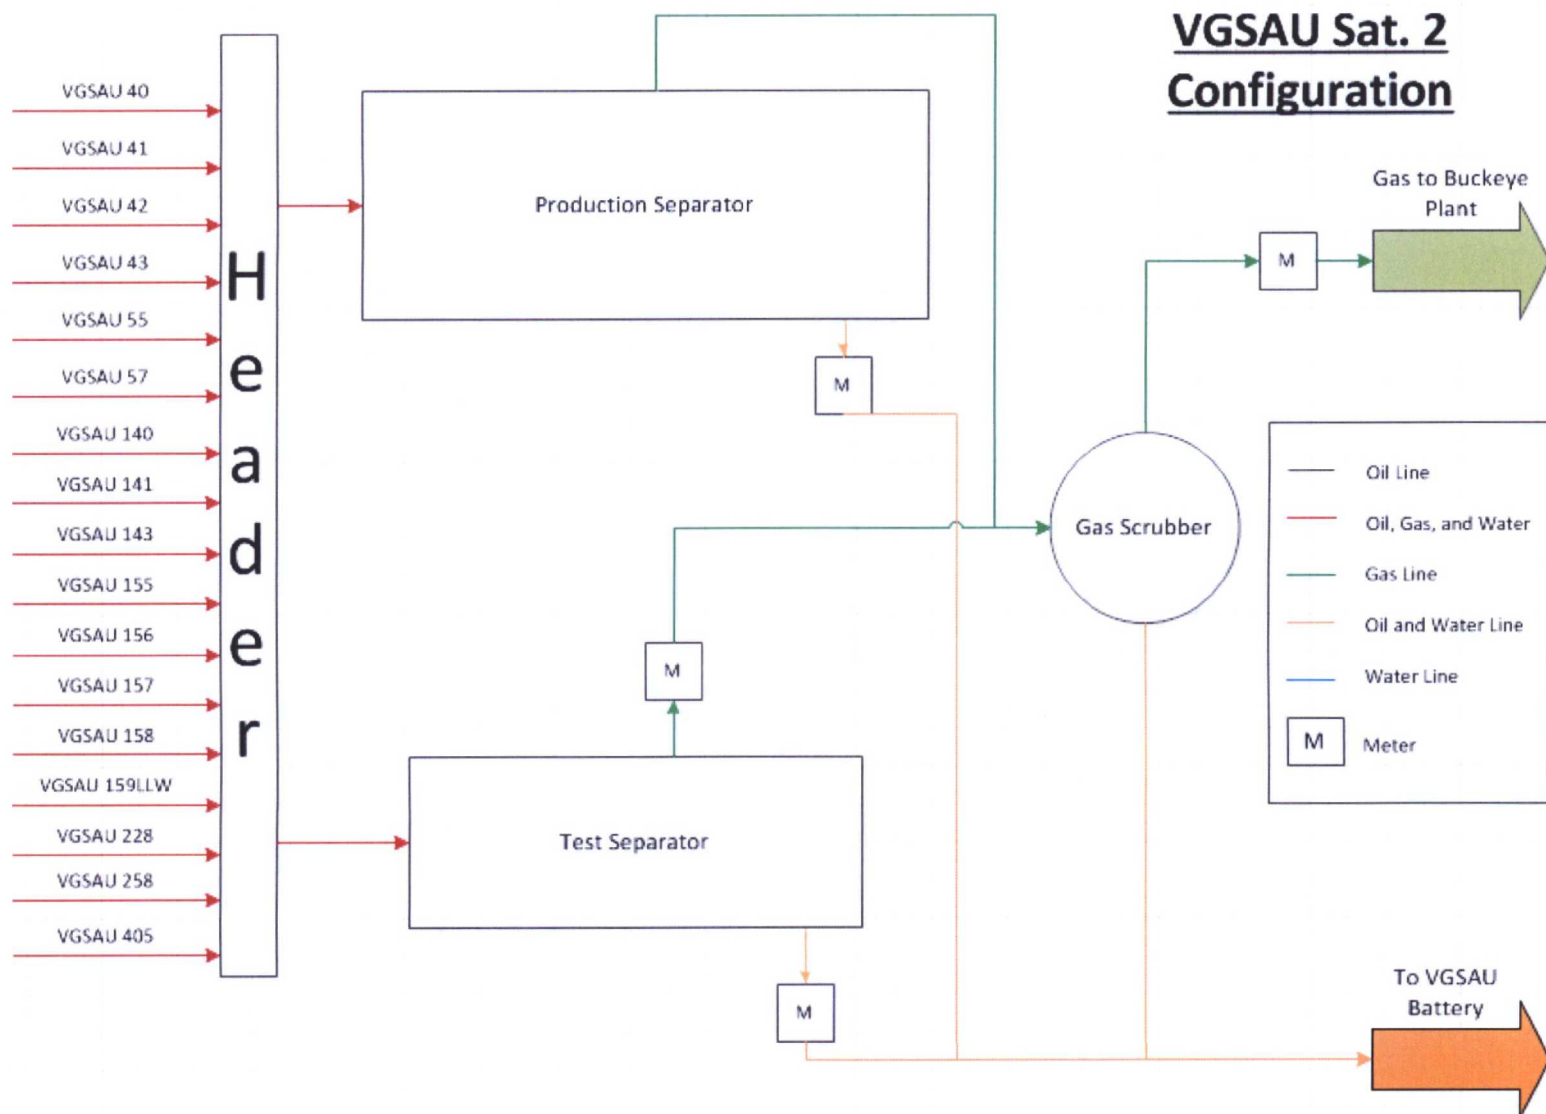 VGSAU Sat. 2
Configuration
VGSAU 40
VGSAU 41
VGSAU 42
VGSAU 43
VGSAU 55
VGSAU 57
VGSAU 140
VGSAU 141
VGSAU 143
VGSAU 155
VGSAU 156
VGSAU 157
VGSAU 158
VGSAU 159LLW
VGSAU 228
VGSAU 258
VGSAU 405
Header
Production Separator
M
M
Test Separator
M
Gas Scrubber
M
Gas to Buckeye
Plant
Oil Line
Oil, Gas, and Water
Gas Line
Oil and Water Line
Water Line
M Meter
To VGSAU
Battery